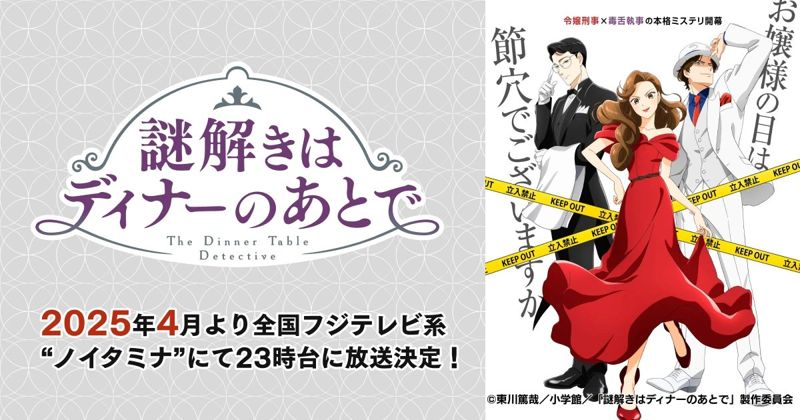 謎解きは
ディナーのあとで
The Dinner Table
Detective
2025年4月より全国フジテレビ系
“ノイタミナ”にて23時台に放送決定！
令嬢刑事×毒舌執事の本格ミステリ開幕
お嬢様の目は
節穴でございますか
立入禁止 KEEP OUT 立入禁止 KEEP OUT
KEEP OUT 立入禁止 KEEP OUT 立入禁止
©東川篤哉／小学館／「謎解きはディナーのあとで」製作委員会